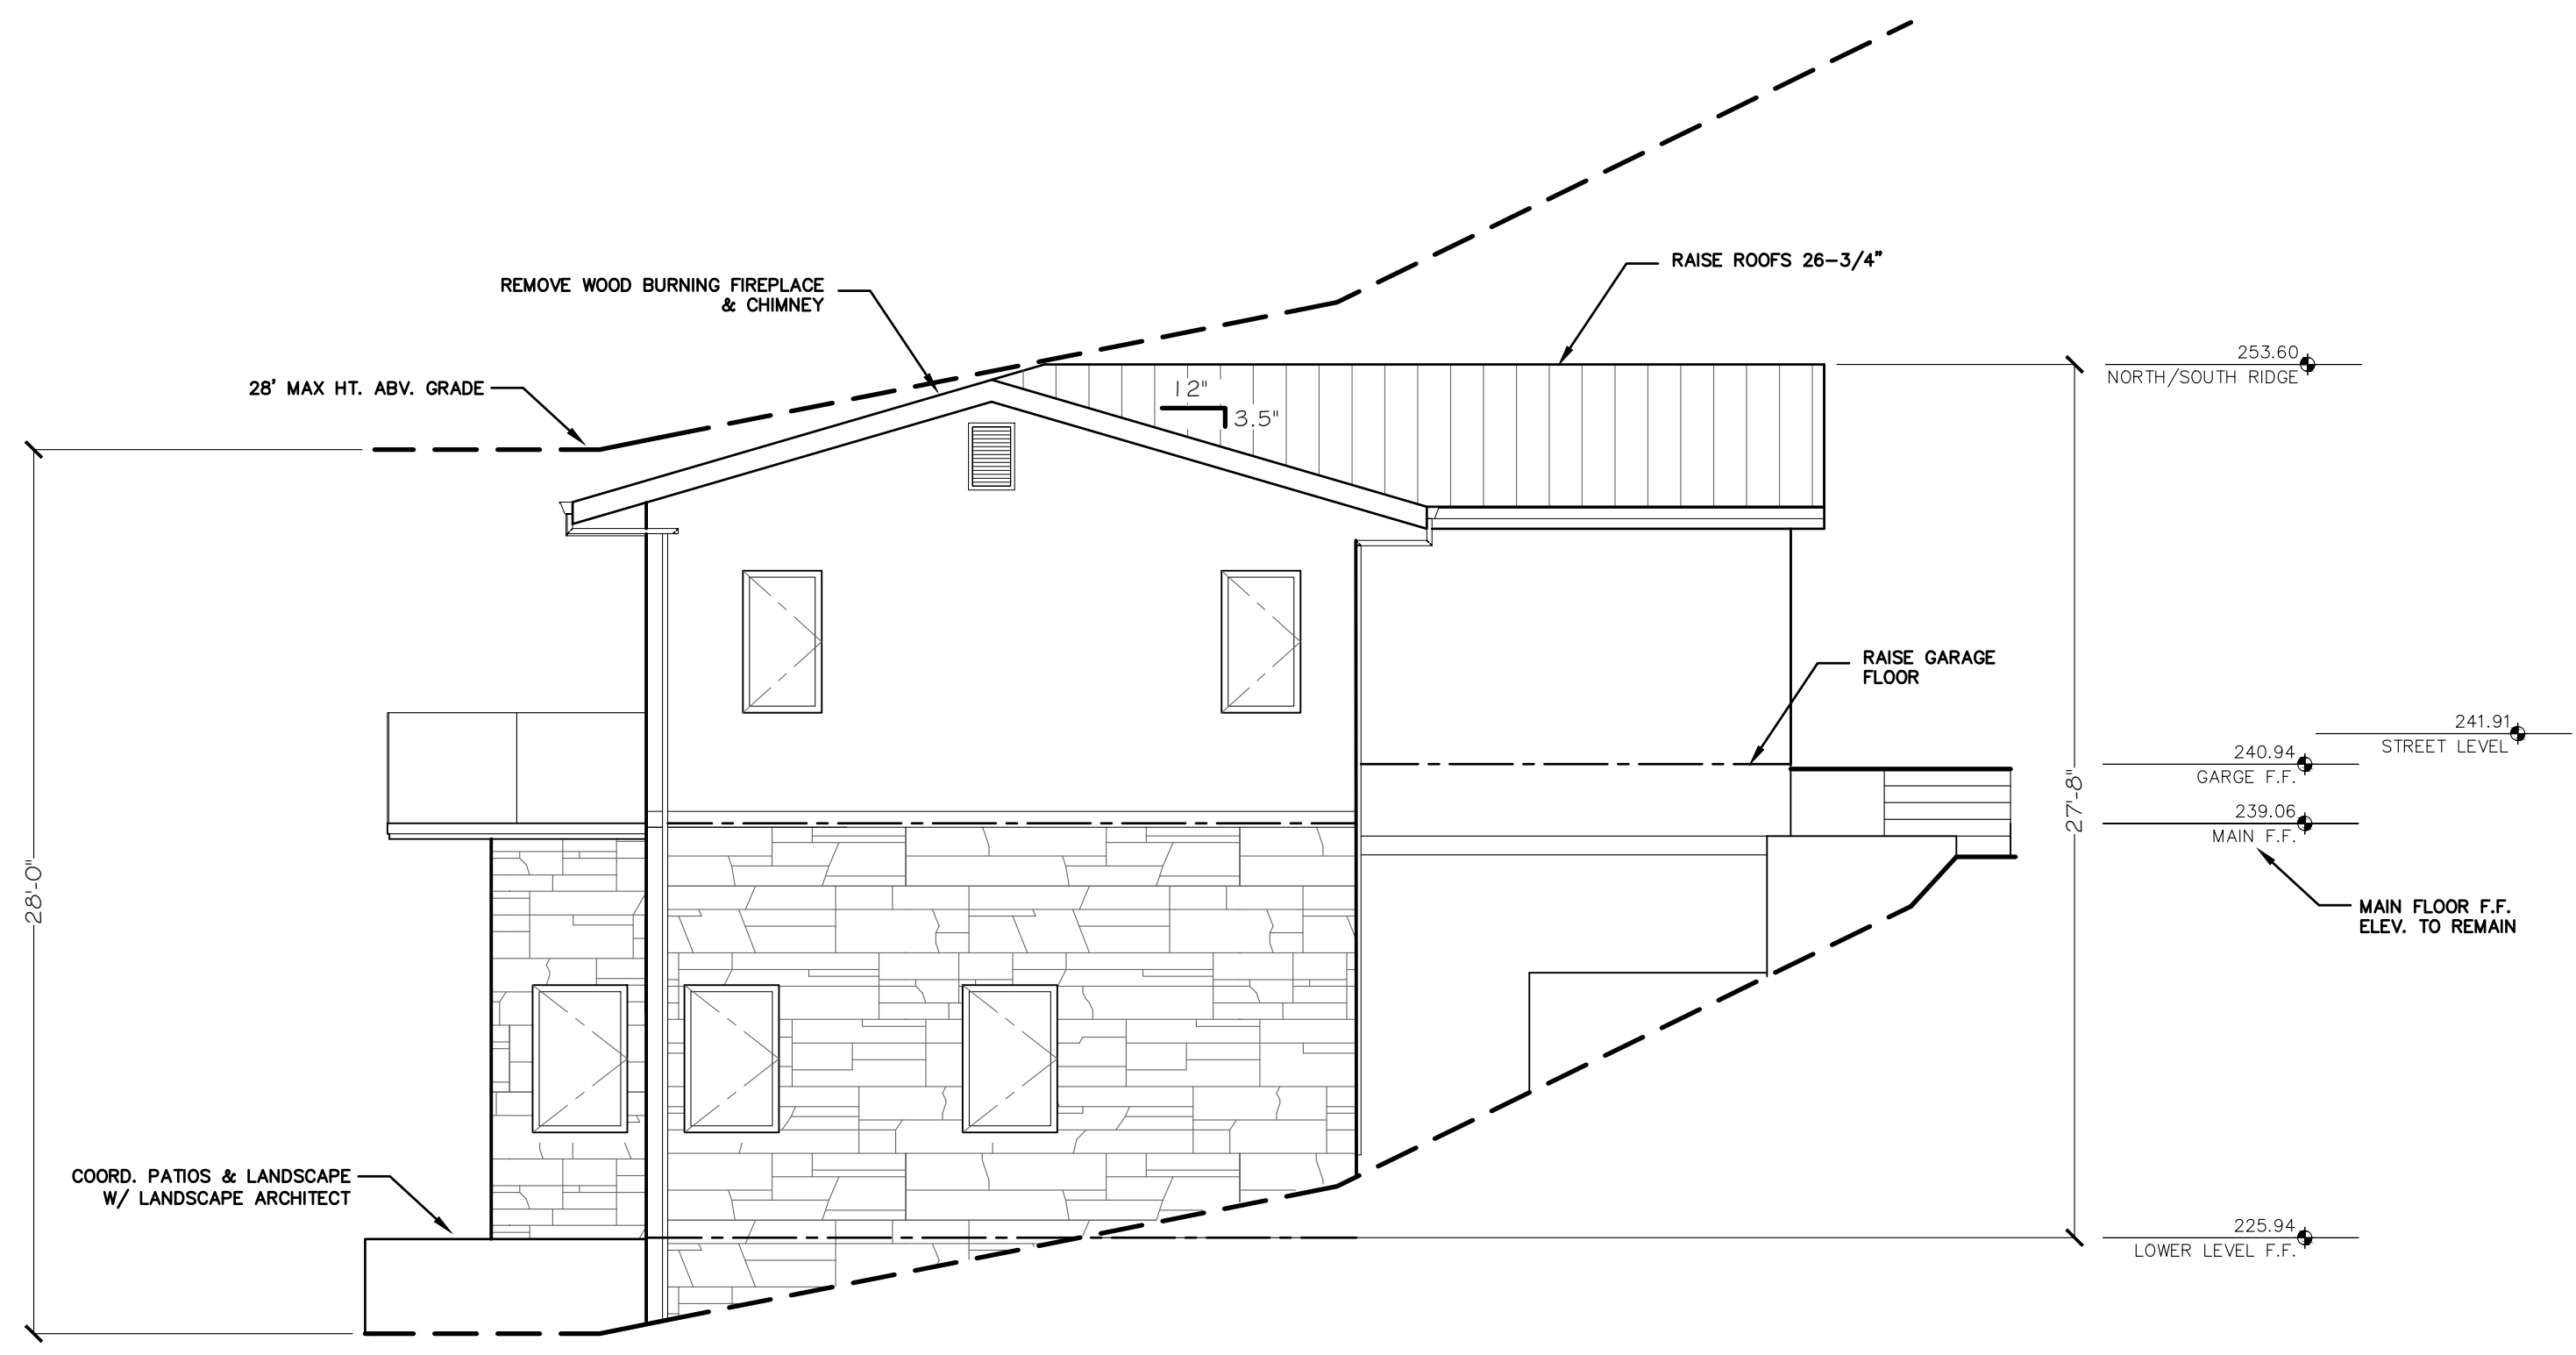 RAISE ROOFS 26-3/4"
REMOVE WOOD BURNING FIREPLACE
& CHIMNEY
28' MAX HT. ABV. GRADE
12"
3.5"
253.60
NORTH/SOUTH RIDGE
RAISE GARAGE
FLOOR
241.91
STREET LEVEL
240.94
GARGE F.F.
239.06
MAIN F.F.
27'-8"
28'-0"
MAIN FLOOR F.F.
ELEV. TO REMAIN
COORD. PATIOS & LANDSCAPE
W/ LANDSCAPE ARCHITECT
225.94
LOWER LEVEL F.F.